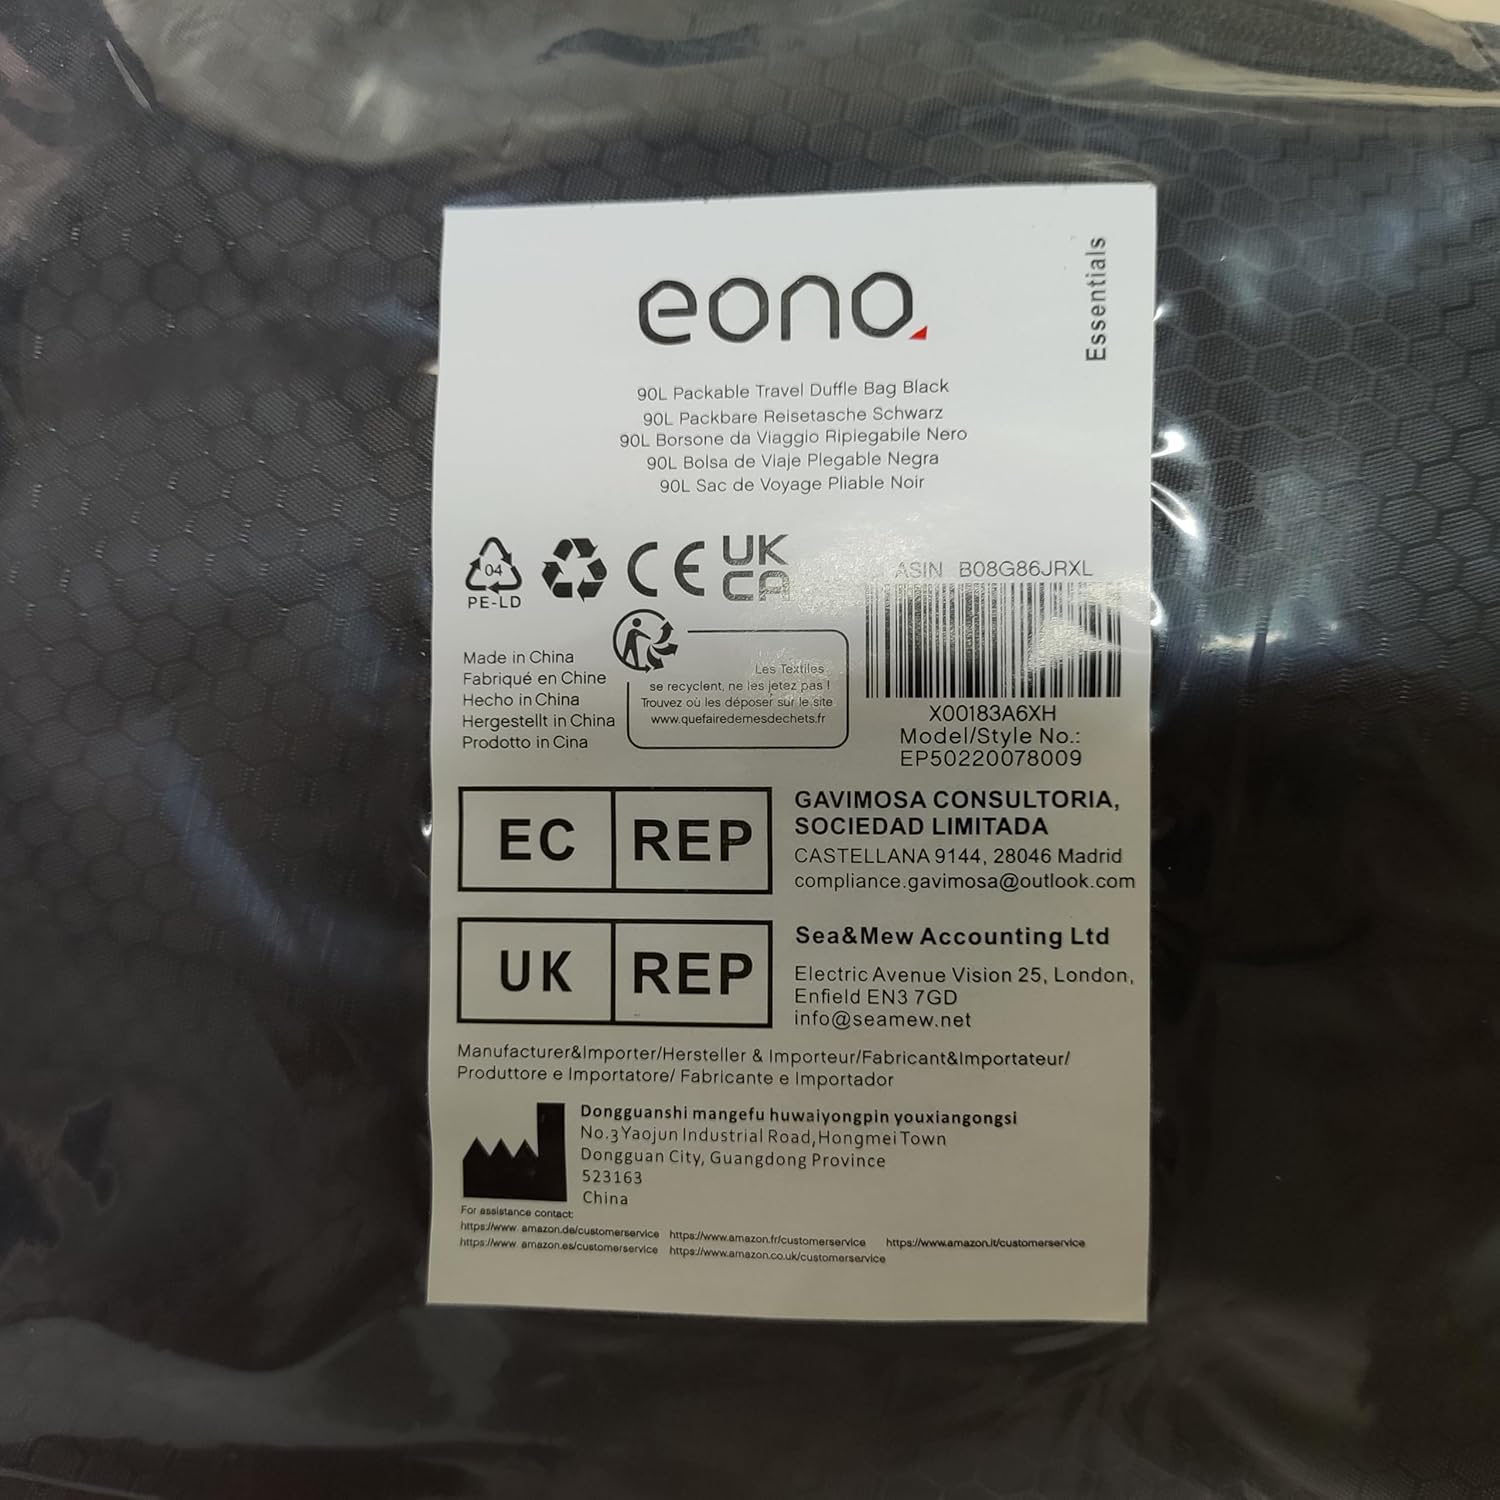 eono
Essentials
90L Packable Travel Duffle Bag Black
90L Packbare Reisetasche Schwarz
90L Borsone da Viaggio Ripiegabile Nero
90L Bolsa de Viaje Plegable Negra
90L Sac de Voyage Pliable Noir
04
PE-LD
CE
UK
CA
ASIN B08G86JRXL
X00183A6XH
Model/Style No.:
EP50220078009
Made in China
Fabriqué en Chine
Hecho in China
Hergestellt in China
Prodotto in Cina
Les Textiles
se recyclent, ne les jetez pas !
Trouvez où les déposer sur le site
www.quefairedemesdechets.fr
EC REP
GAVIMOSA CONSULTORIA,
SOCIEDAD LIMITADA
CASTELLANA 9144, 28046 Madrid
compliance.gavimosa@outlook.com
UK REP
Sea&Mew Accounting Ltd
Electric Avenue Vision 25, London,
Enfield EN3 7GD
info@seamew.net
Manufacturer&Importer/Hersteller & Importeur/Fabricant&Importateur/
Produttore e Importatore/ Fabricante e Importador
Dongguanshi mangefu huwaiyongpin youxiangongsi
No.3 Yaojun Industrial Road, Hongmei Town
Dongguan City, Guangdong Province
523163
China
For assistance contact:
https://www. amazon.de/customerservice https://www.amazon.fr/customerservice https://www.amazon.it/customerservice
https://www. amazon.es/customerservice https://www.amazon.co.uk/customerservice